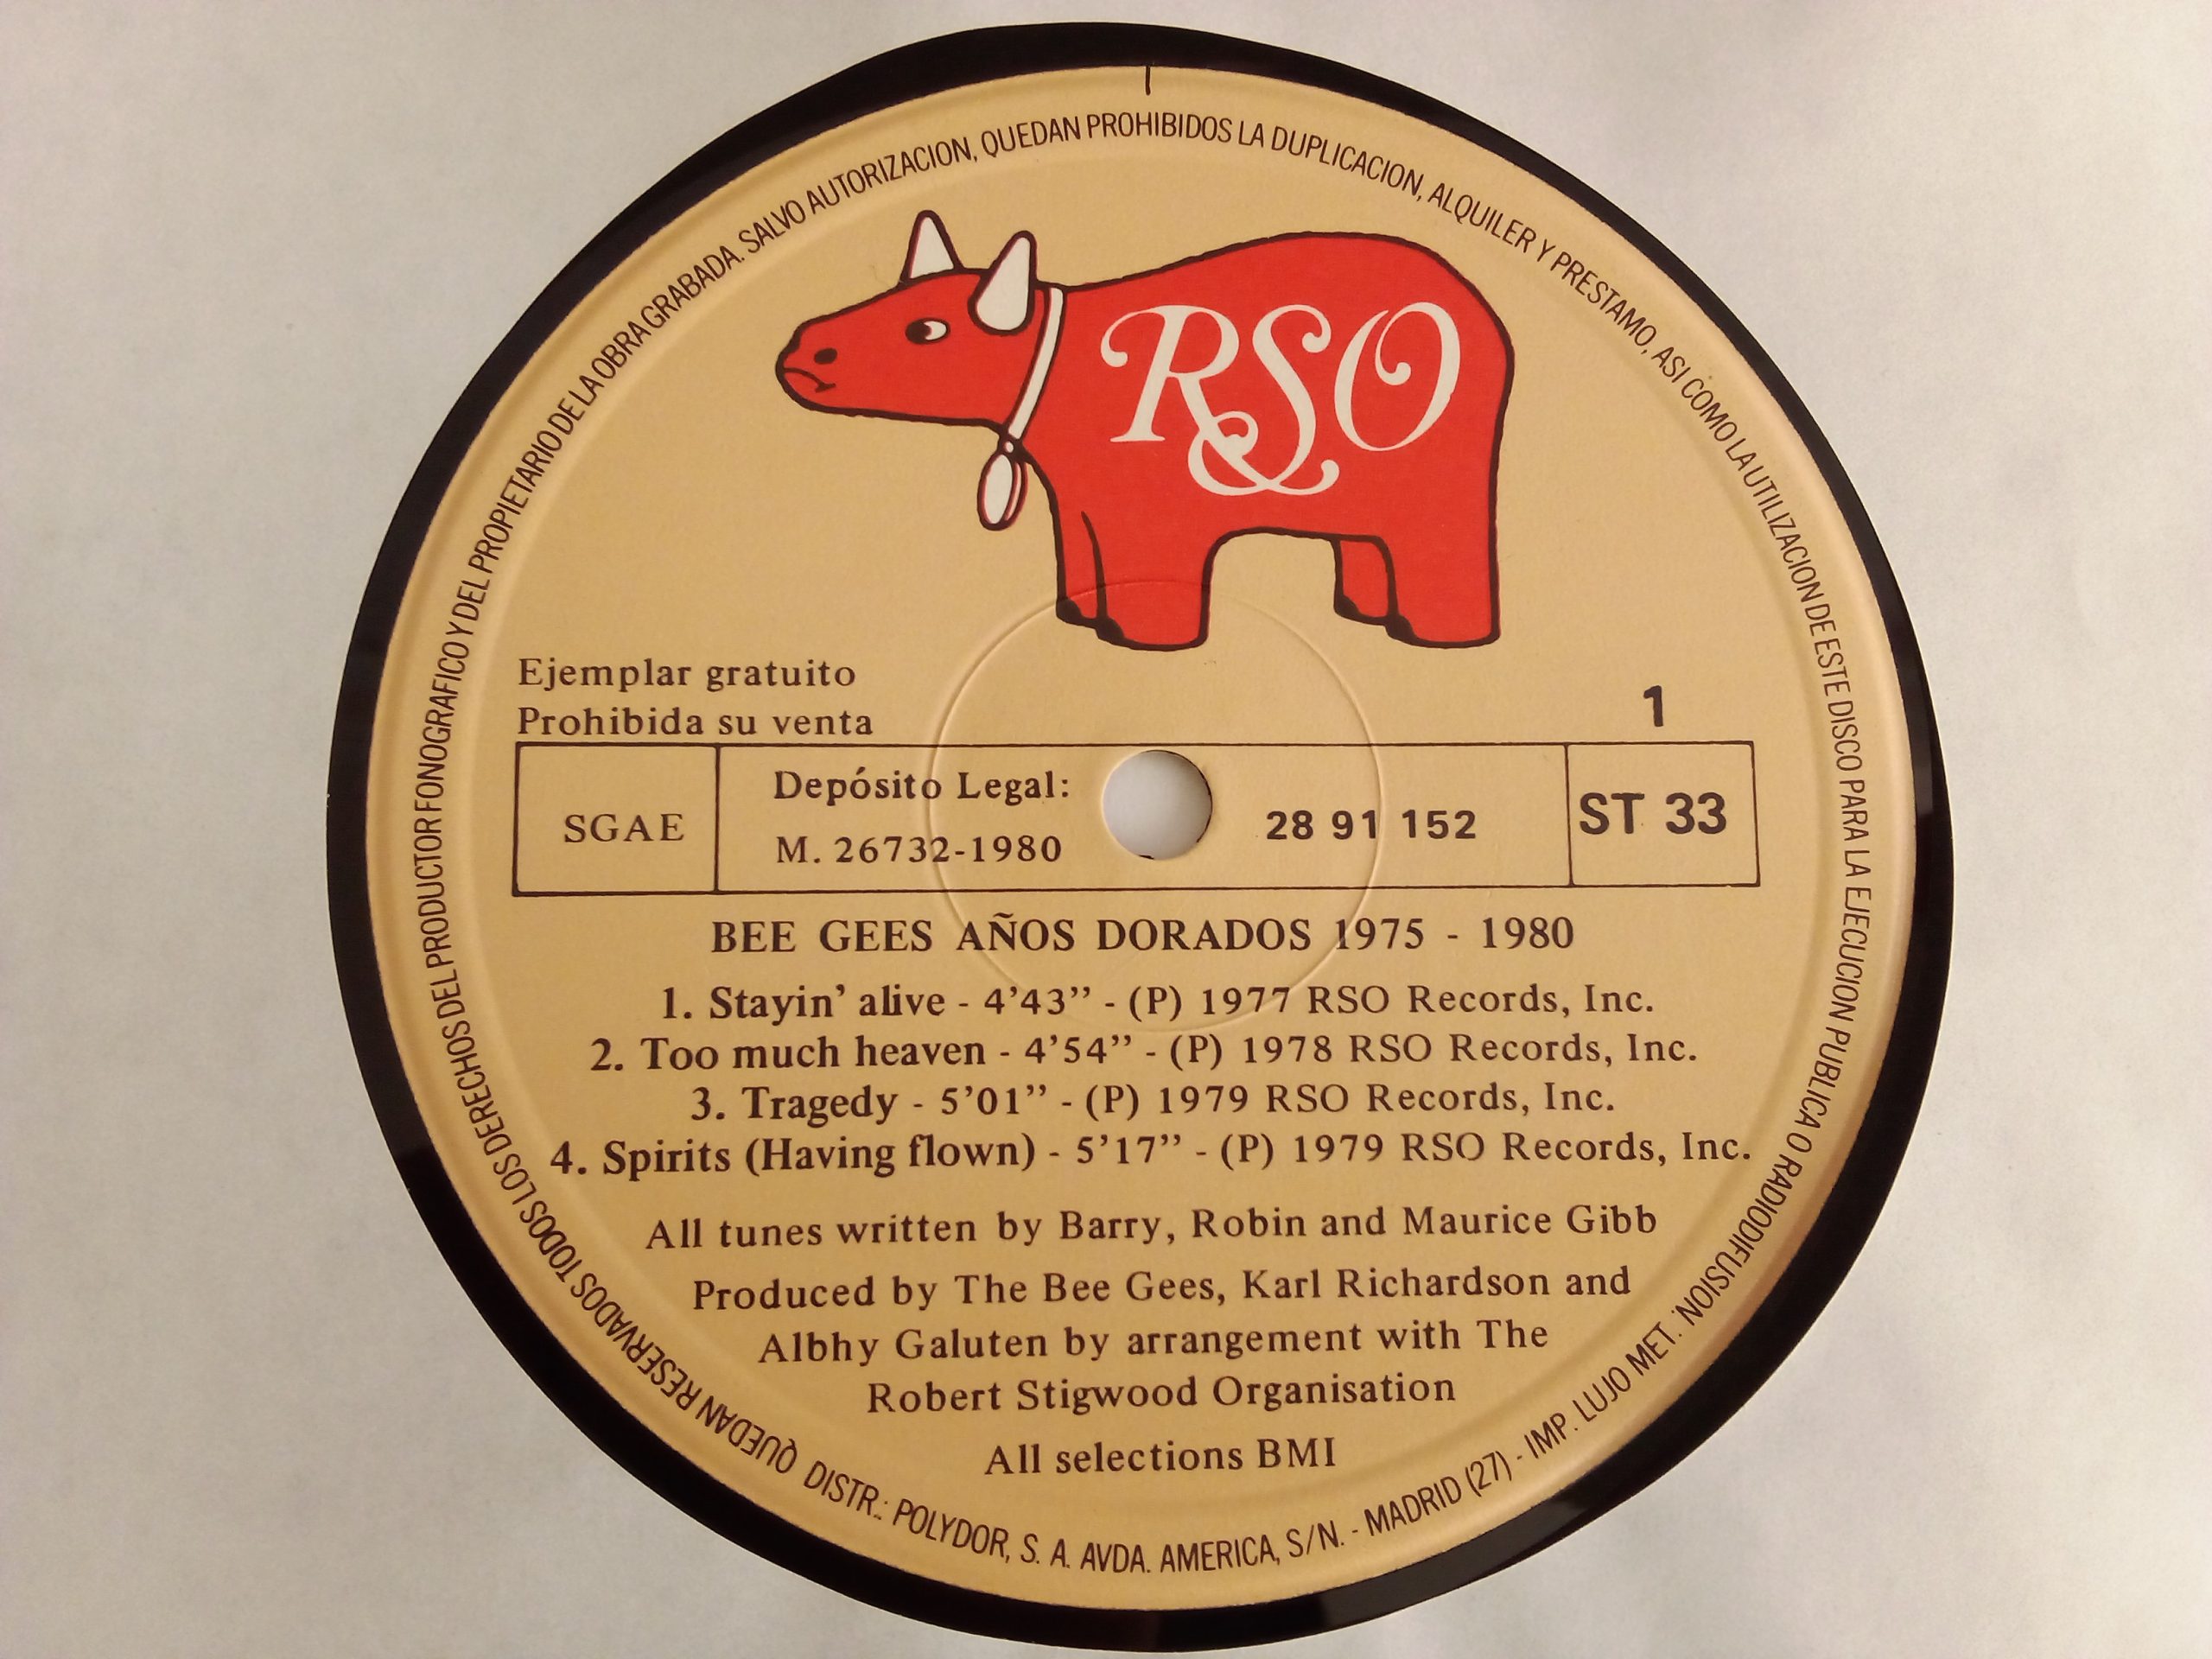 RSO
Ejemplar gratuito
Prohibida su venta
1
SGAE
Depósito Legal:
M. 26732-1980
28 91 152
ST 33
BEE GEES AÑOS DORADOS 1975 - 1980
1. Stayin’ alive - 4’43” - (P) 1977 RSO Records, Inc.
2. Too much heaven - 4’54” - (P) 1978 RSO Records, Inc.
3. Tragedy - 5’01” - (P) 1979 RSO Records, Inc.
4. Spirits (Having flown) - 5’17” - (P) 1979 RSO Records, Inc.
All tunes written by Barry, Robin and Maurice Gibb
Produced by The Bee Gees, Karl Richardson and
Albhy Galuten by arrangement with The
Robert Stigwood Organisation
All selections BMI
QUEDAN RESERVADOS TODOS LOS DERECHOS DEL PRODUCTOR FONOGRAFICO Y DEL PROPIETARIO DE LA OBRA GRABADA. SALVO AUTORIZACION, QUEDAN PROHIBIDOS LA DUPLICACION, ALQUILER Y PRESTAMO, ASI COMO LA UTILIZACION DE ESTE DISCO PARA LA EJECUCION PUBLICA O RADIODIFUSION.
DISTR.: POLYDOR, S. A. AVDA. AMERICA, S/N. - MADRID (27) - IMP. LUJO MET.